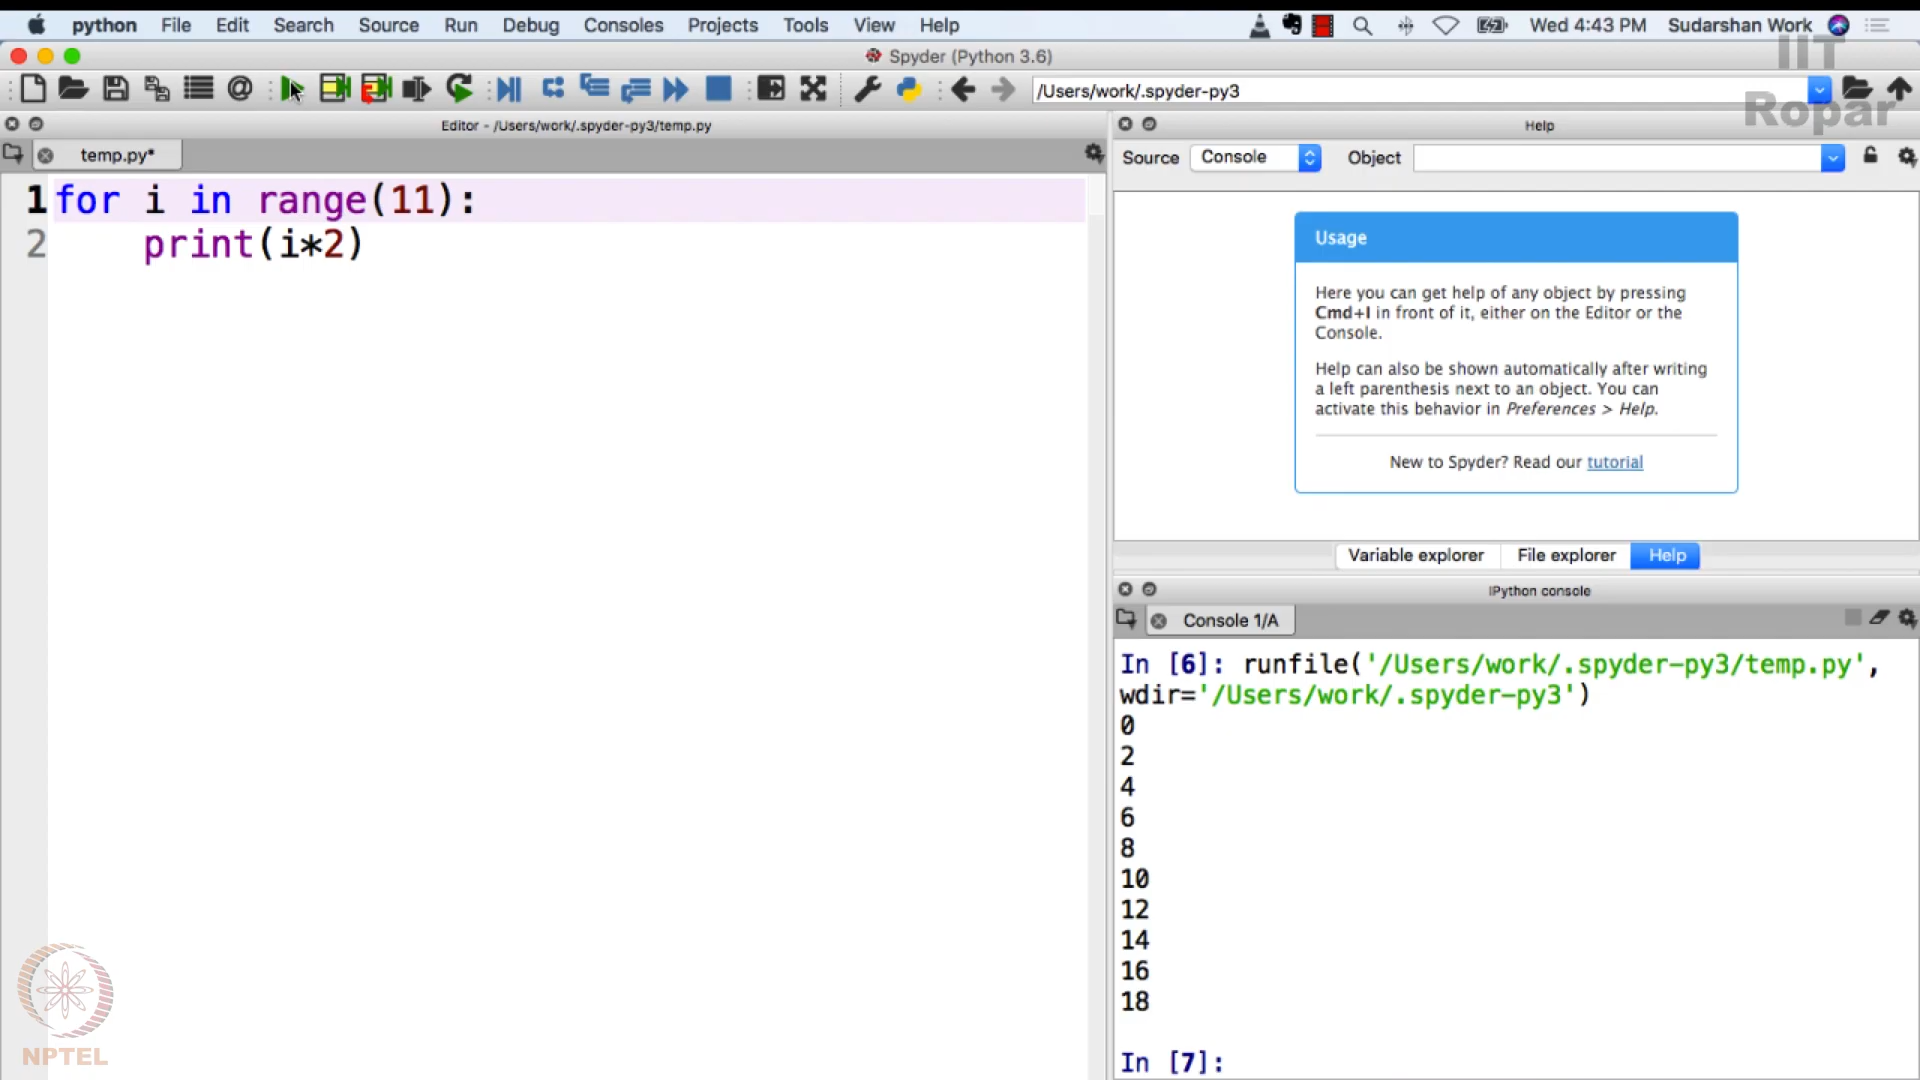 python File Edit Search Source Run Debug Consoles Projects Tools View Help Wed 4:43 PM Sudarshan Work
Spyder (Python 3.6)
/Users/work/.spyder-py3
IIT
Ropar
Editor - /Users/work/.spyder-py3/temp.py
temp.py*
1 for i in range(11):
2 print(i*2)
Help
Source Console Object
Usage
Here you can get help of any object by pressing
Cmd+I in front of it, either on the Editor or the
Console.
Help can also be shown automatically after writing
a left parenthesis next to an object. You can
activate this behavior in Preferences > Help.
New to Spyder? Read our tutorial
Variable explorer File explorer Help
IPython console
Console 1/A
In [6]: runfile('/Users/work/.spyder-py3/temp.py',
wdir='/Users/work/.spyder-py3')
0
2
4
6
8
10
12
14
16
18
In [7]:
NPTEL